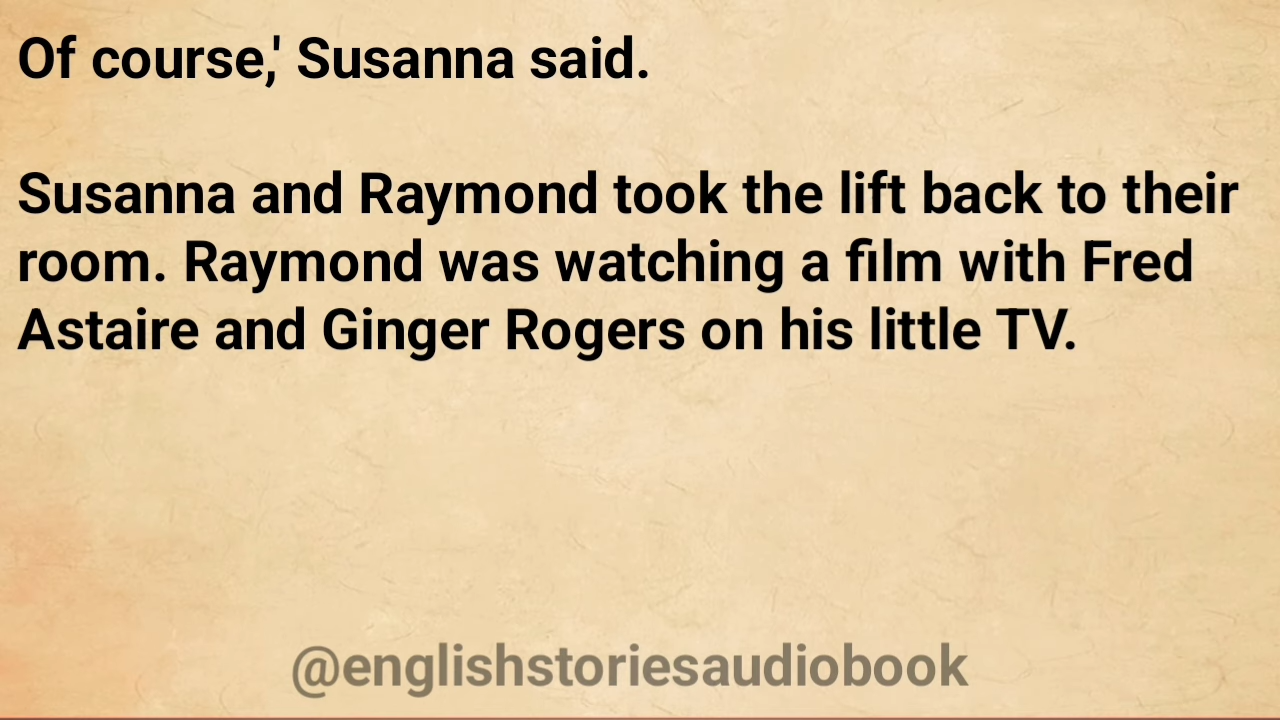 Of course,' Susanna said.
Susanna and Raymond took the lift back to their
room. Raymond was watching a film with Fred
Astaire and Ginger Rogers on his little TV.
@englishstoriesaudiobook